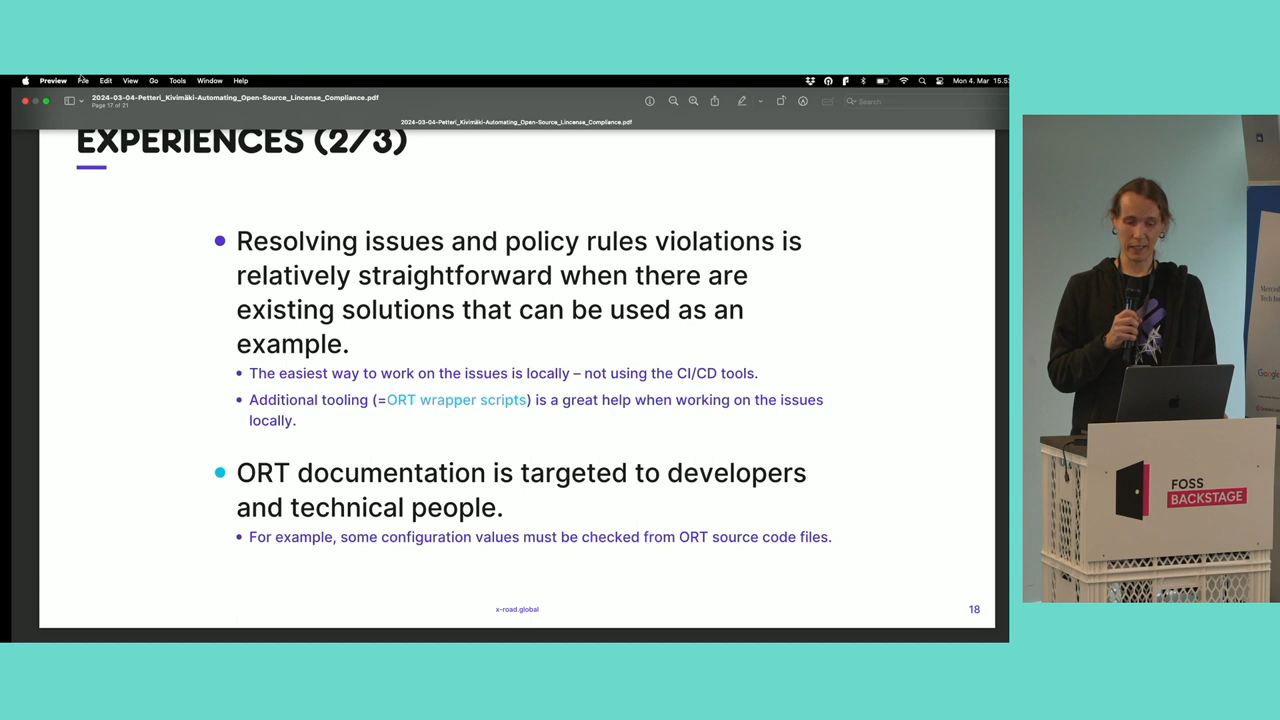 Preview File Edit View Go Tools Window Help
Mon 4. Mar 15.5
2024-03-04-Petteri_Kivimäki-Automating_Open-Source_Lincense_Compliance.pdf
Page 17 of 21
Search
2024-03-04-Petteri_Kivimäki-Automating_Open-Source_Lincense_Compliance.pdf
EXPERIENCES (2/3)
Resolving issues and policy rules violations is
relatively straightforward when there are
existing solutions that can be used as an
example.
The easiest way to work on the issues is locally – not using the CI/CD tools.
Additional tooling (=ORT wrapper scripts) is a great help when working on the issues
locally.
ORT documentation is targeted to developers
and technical people.
For example, some configuration values must be checked from ORT source code files.
x-road.global
18
Tech
Google
FOSS
BACKSTAGE